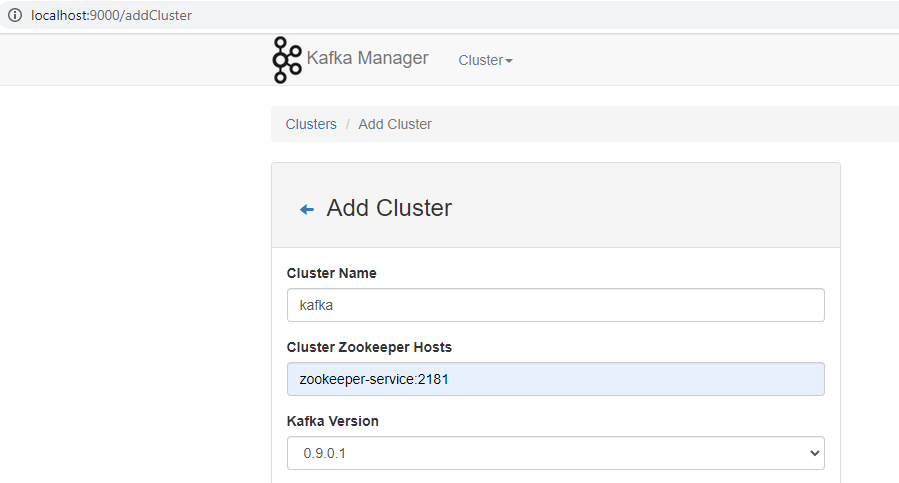 localhost:9000/addCluster
Kafka Manager Cluster
Clusters / Add Cluster
Add Cluster
Cluster Name
kafka
Cluster Zookeeper Hosts
zookeeper-service:2181
Kafka Version
0.9.0.1